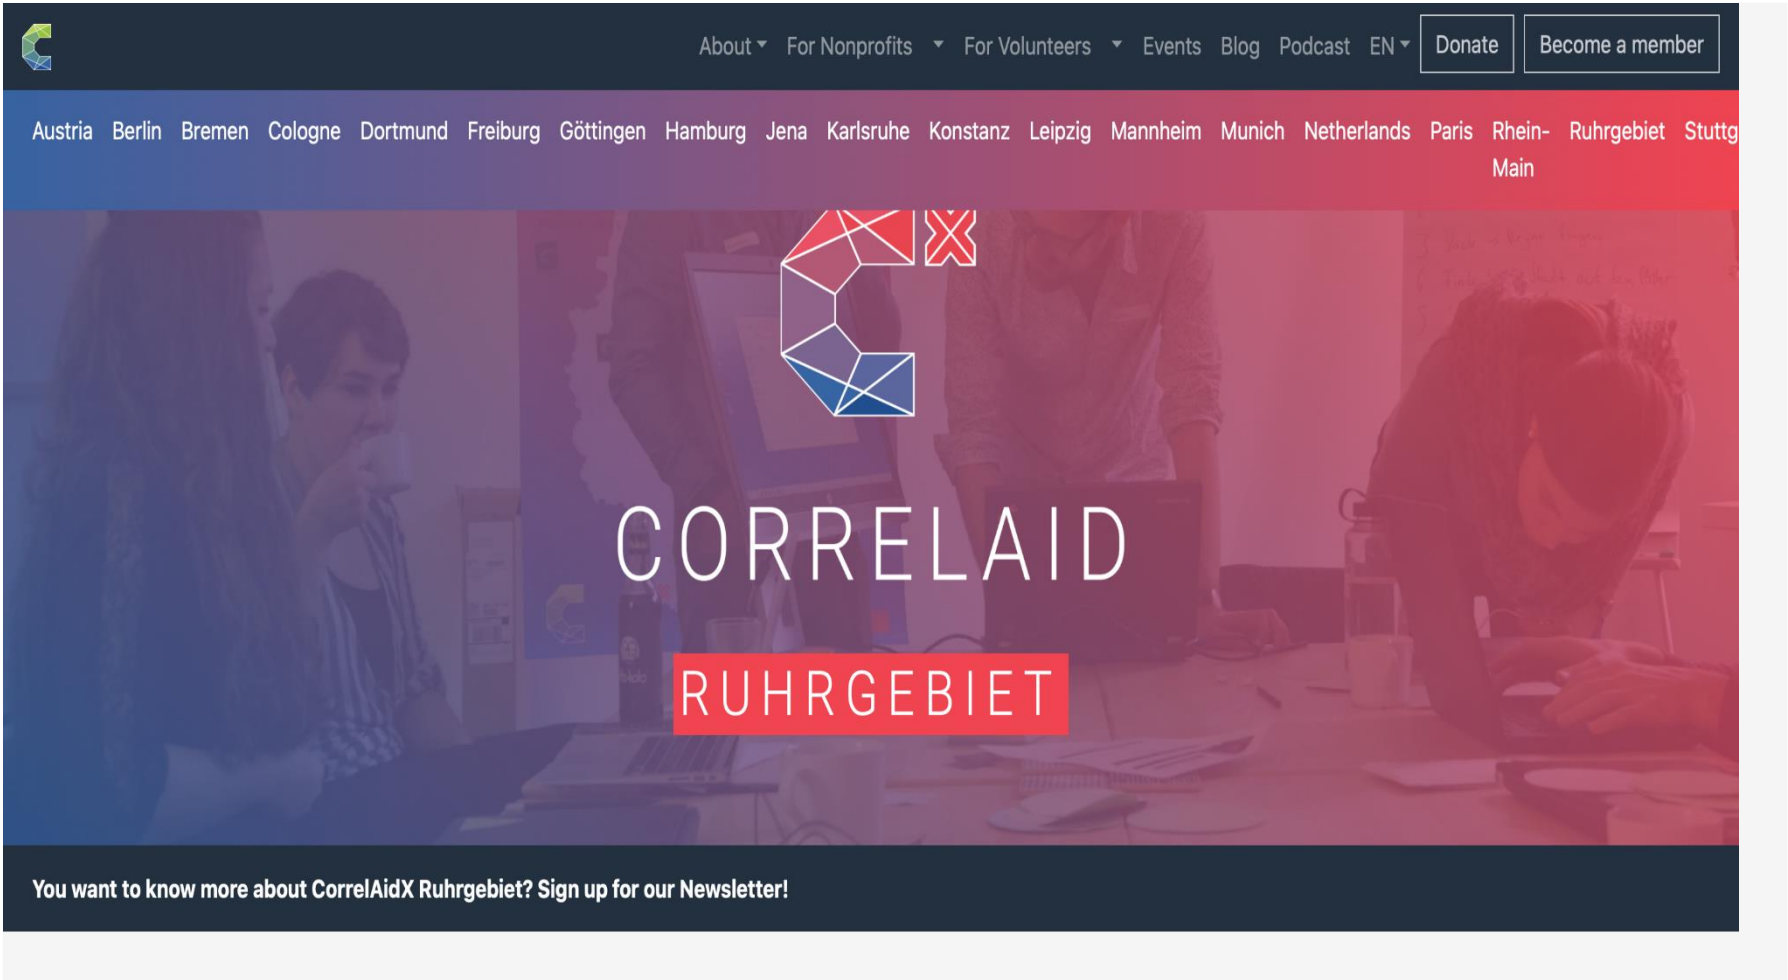 About For Nonprofits For Volunteers Events Blog Podcast EN Donate Become a member
Austria Berlin Bremen Cologne Dortmund Freiburg Göttingen Hamburg Jena Karlsruhe Konstanz Leipzig Mannheim Munich Netherlands Paris Rhein-Main Ruhrgebiet Stuttg
CORRELAID
RUHRGEBIET
You want to know more about CorrelAidX Ruhrgebiet? Sign up for our Newsletter!